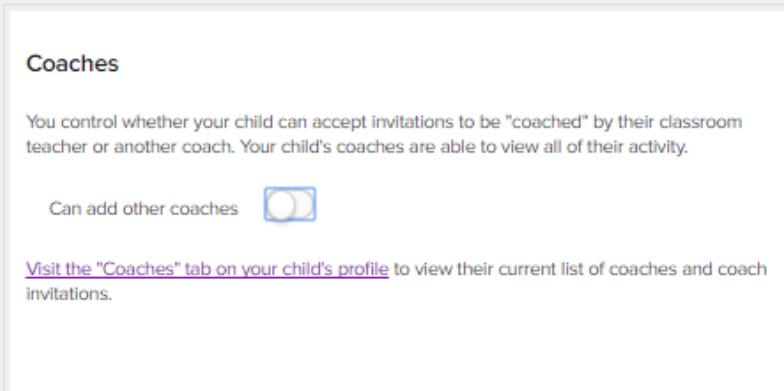 Coaches
You control whether your child can accept invitations to be "coached" by their classroom
teacher or another coach. Your child's coaches are able to view all of their activity.
Can add other coaches
Visit the "Coaches" tab on your child's profile to view their current list of coaches and coach
invitations.